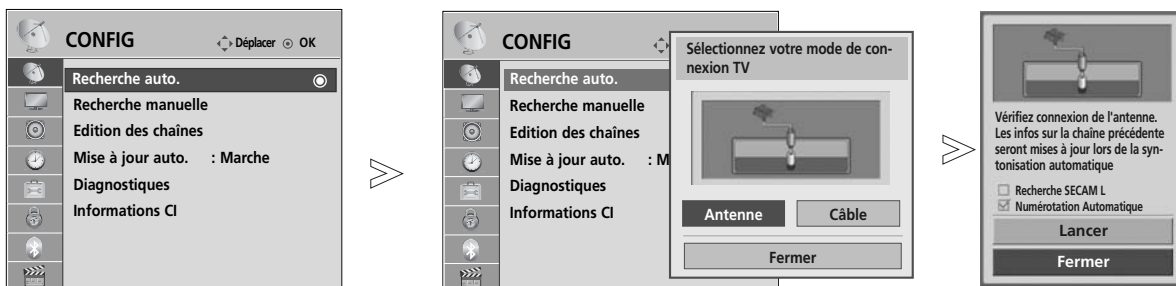 CONFIG
Déplacer OK
Recherche auto.
Recherche manuelle
Edition des chaînes
Mise à jour auto. : Marche
Diagnostiques
Informations CI
CONFIG
Recherche auto.
Recherche manuelle
Edition des chaînes
Mise à jour auto. : M
Diagnostiques
Informations CI
Sélectionnez votre mode de con-
nexion TV
Antenne Câble
Fermer
Vérifiez connexion de l'antenne.
Les infos sur la chaîne précédente
seront mises à jour lors de la syn-
tonisation automatique
Recherche SECAM L
Numérotation Automatique
Lancer
Fermer